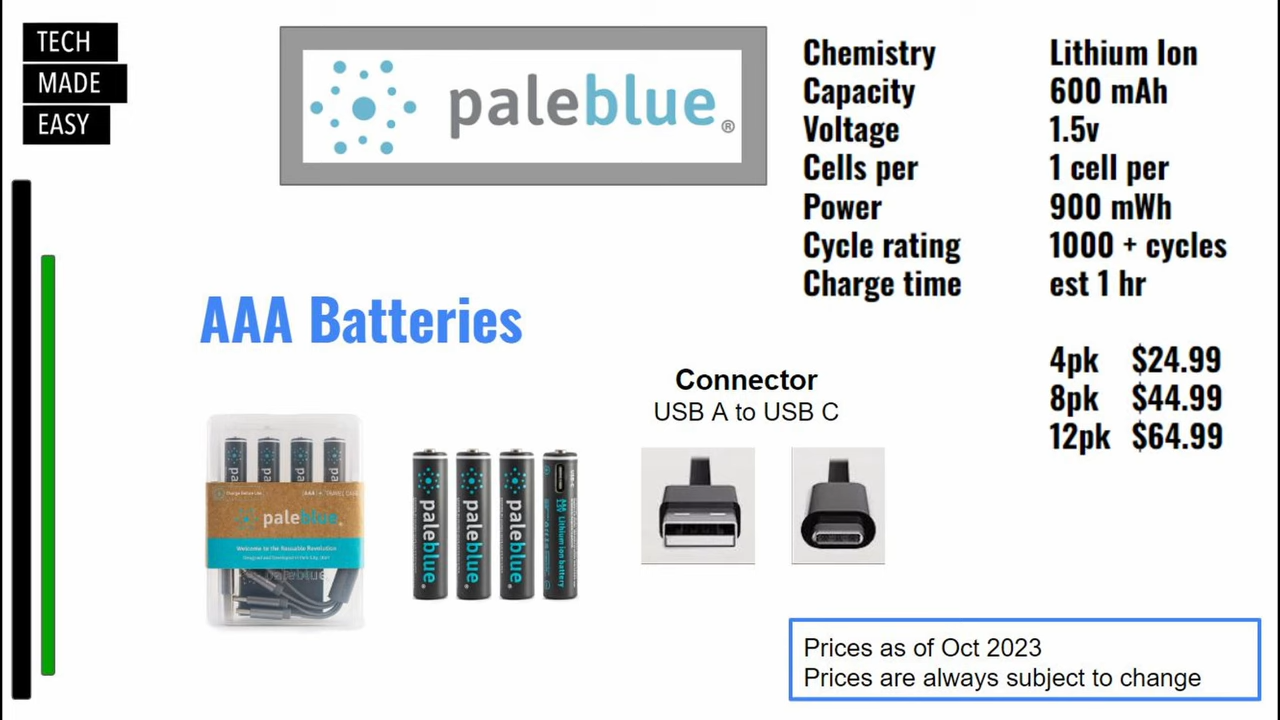 TECH
MADE
EASY
paleblue®
Chemistry Lithium Ion
Capacity 600 mAh
Voltage 1.5v
Cells per 1 cell per
Power 900 mWh
Cycle rating 1000 + cycles
Charge time est 1 hr
4pk $24.99
8pk $44.99
12pk $64.99
AAA Batteries
Connector
USB A to USB C
paleblue
Welcome to the Reusable Revolution
paleblue
paleblue
paleblue
Lithium ion battery
Prices as of Oct 2023
Prices are always subject to change